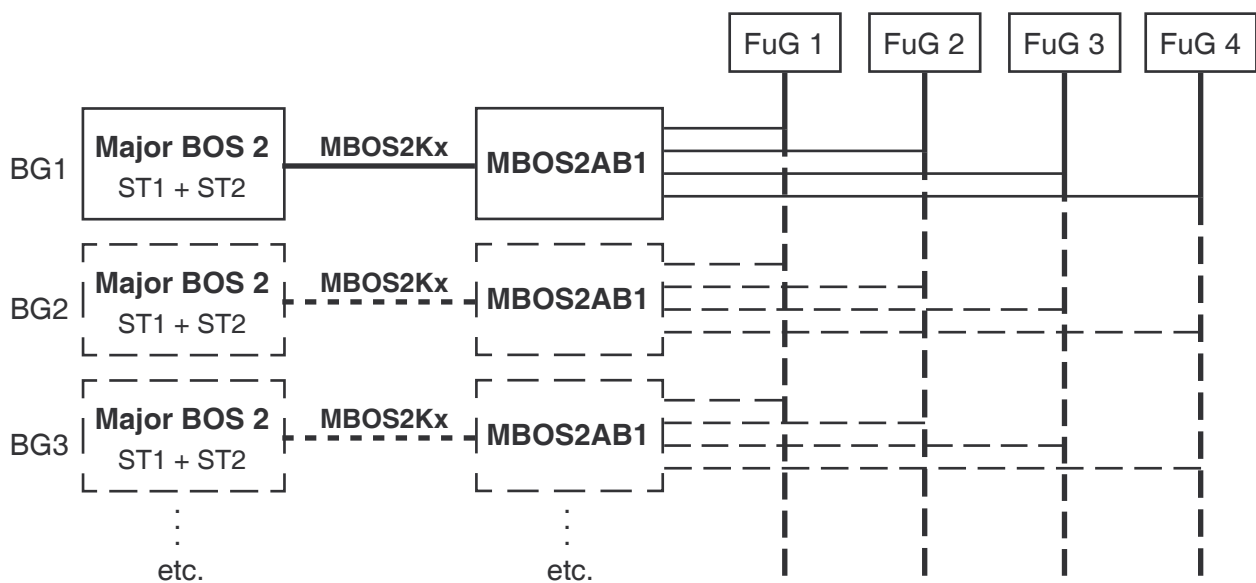 FuG 1 FuG 2 FuG 3 FuG 4
BG1 Major BOS 2 MBOS2Kx MBOS2AB1
ST1 + ST2
BG2 Major BOS 2 MBOS2Kx MBOS2AB1
ST1 + ST2
BG3 Major BOS 2 MBOS2Kx MBOS2AB1
ST1 + ST2
etc. etc.